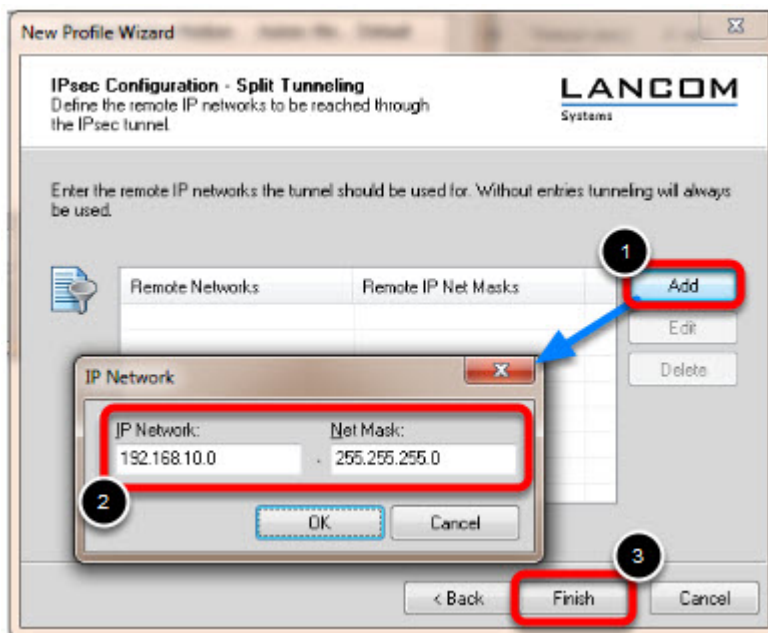 New Profile Wizard
IPsec Configuration - Split Tunneling
Define the remote IP networks to be reached through
the IPsec tunnel.
LANCOM
Systems
Enter the remote IP networks the tunnel should be used for. Without entries tunneling will always
be used.
1
Remote Networks Remote IP Net Masks Add
Edit
Delete
IP Network
IP Network: Net Mask:
192.168.10.0 . 255.255.255.0
2
OK Cancel
3
< Back Finish Cancel